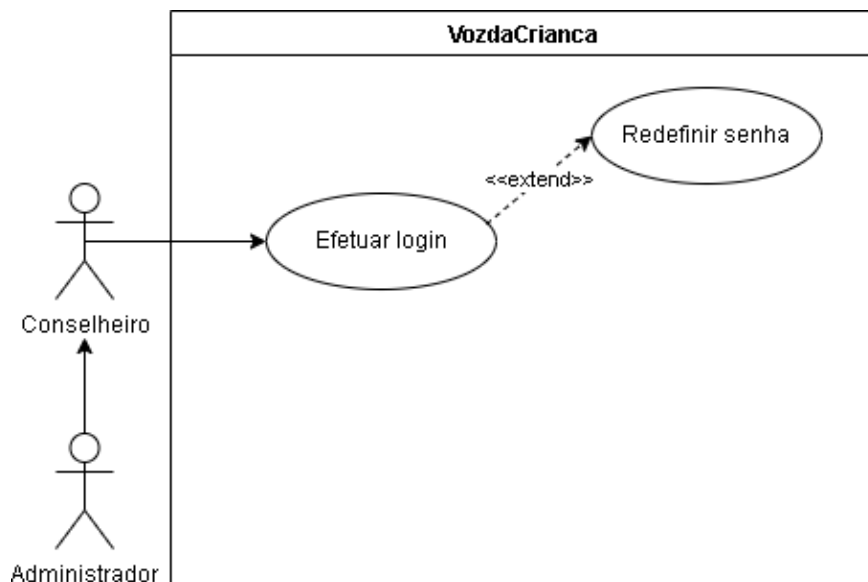 VozdaCrianca
Redefinir senha
<<extend>>
Efetuar login
Conselheiro
Administrador